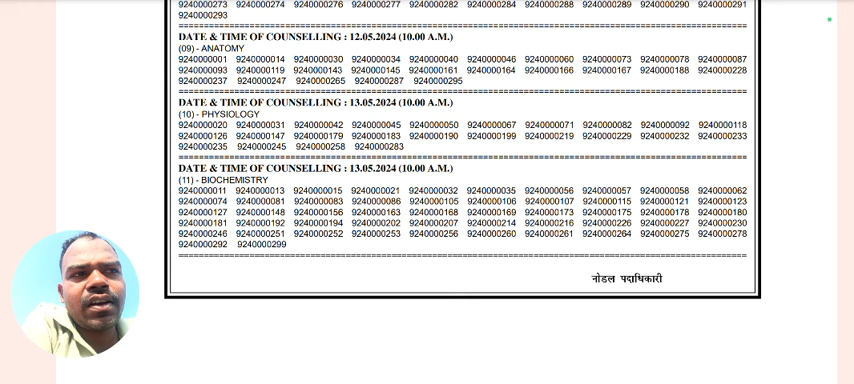 9240000273 9240000274 9240000276 9240000277 9240000282 9240000284 9240000288 9240000289 9240000290 9240000291
9240000293
DATE & TIME OF COUNSELLING : 12.05.2024 (10.00 A.M.)
(09) - ANATOMY
9240000001 9240000014 9240000030 9240000034 9240000040 9240000046 9240000060 9240000073 9240000078 9240000087
9240000093 9240000119 9240000143 9240000145 9240000161 9240000164 9240000166 9240000167 9240000188 9240000228
9240000237 9240000247 9240000265 9240000287 9240000295
DATE & TIME OF COUNSELLING : 13.05.2024 (10.00 A.M.)
(10) - PHYSIOLOGY
9240000020 9240000031 9240000042 9240000045 9240000050 9240000067 9240000071 9240000082 9240000092 9240000118
9240000126 9240000147 9240000179 9240000183 9240000190 9240000199 9240000219 9240000229 9240000232 9240000233
9240000235 9240000245 9240000258 9240000283
DATE & TIME OF COUNSELLING : 13.05.2024 (10.00 A.M.)
(11) - BIOCHEMISTRY
9240000011 9240000013 9240000015 9240000021 9240000032 9240000035 9240000056 9240000057 9240000058 9240000062
9240000074 9240000081 9240000083 9240000086 9240000105 9240000106 9240000107 9240000115 9240000121 9240000123
9240000127 9240000148 9240000156 9240000163 9240000168 9240000169 9240000173 9240000175 9240000178 9240000180
9240000181 9240000192 9240000194 9240000202 9240000207 9240000214 9240000216 9240000226 9240000227 9240000230
9240000246 9240000251 9240000252 9240000253 9240000256 9240000260 9240000261 9240000264 9240000275 9240000278
9240000292 9240000299
नोडल पदाधिकारी